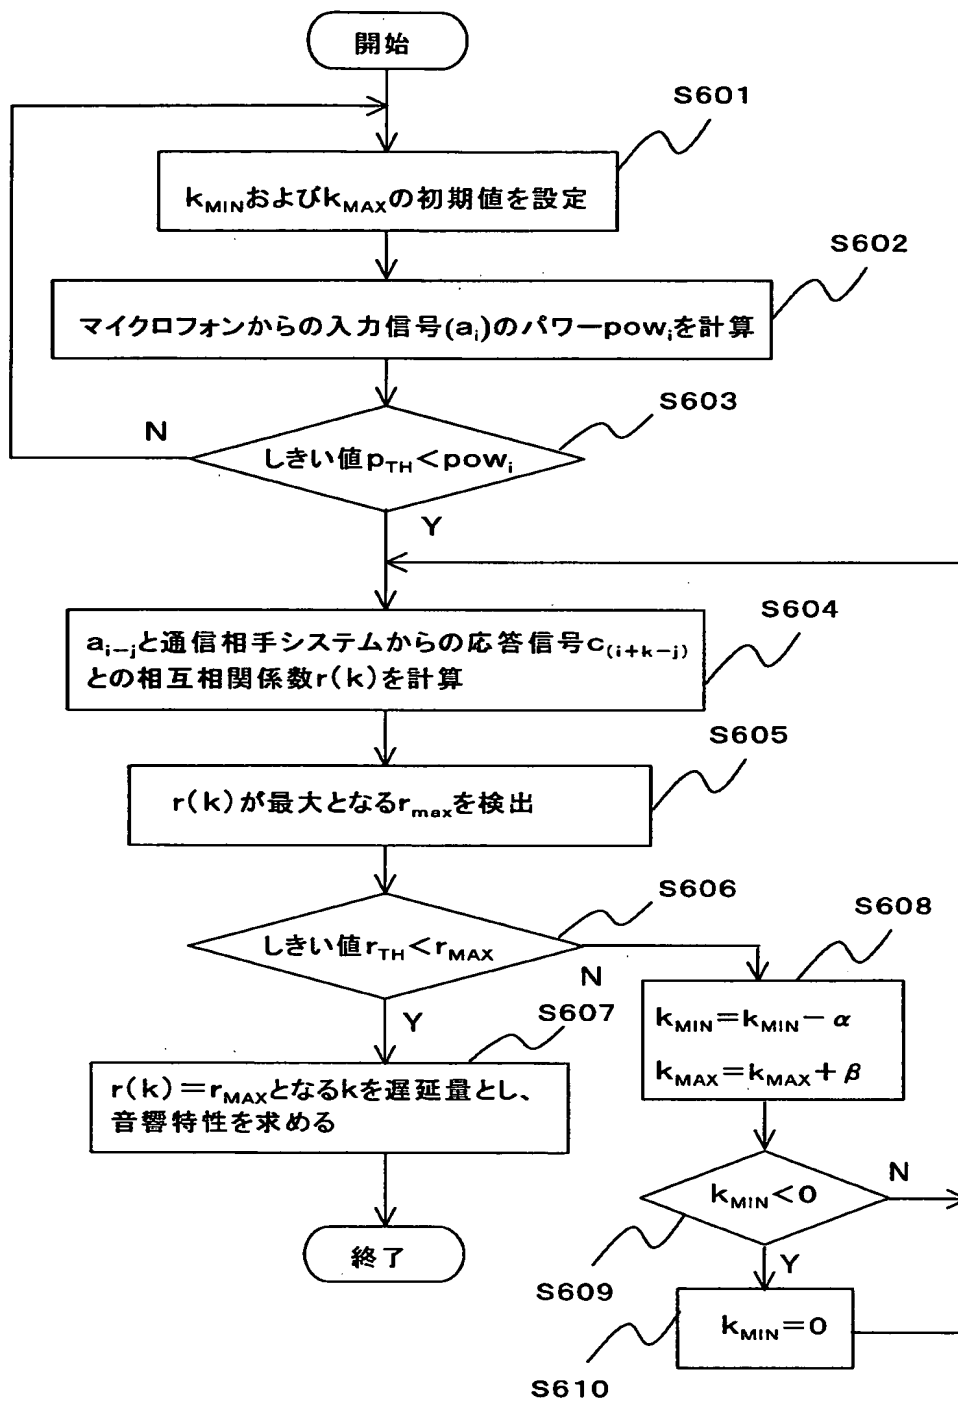 開始
S601
kMINおよびkMAXの初期値を設定
S602
マイクロフォンからの入力信号(ai)のパワーpowiを計算
S603
N
しきい値pTH<powi
Y
S604
ai-jと通信相手システムからの応答信号c(i+k-j)
との相互相関係数r(k)を計算
S605
r(k)が最大となるrmaxを検出
S606
しきい値rTH<rMAX
N
Y
S607
r(k)=rMAXとなるkを遅延量とし、
音響特性を求める
終了
S608
kMIN=kMIN-α
kMAX=kMAX+β
kMIN<0
N
Y
S609
kMIN=0
S610